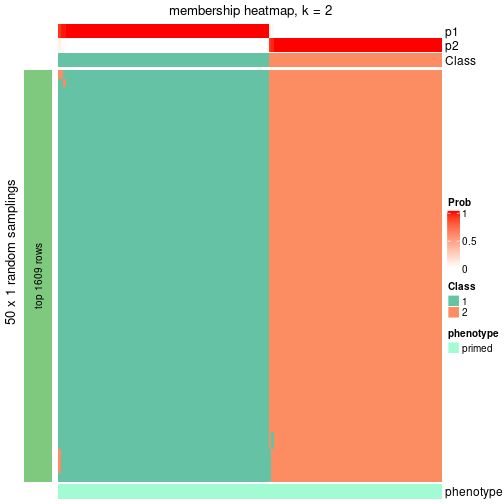 membership heatmap, k = 2
p1
p2
Class
50 x 1 random samplings
top 1609 rows
Prob
1
0.5
0
Class
1
2
phenotype
primed
phenotype